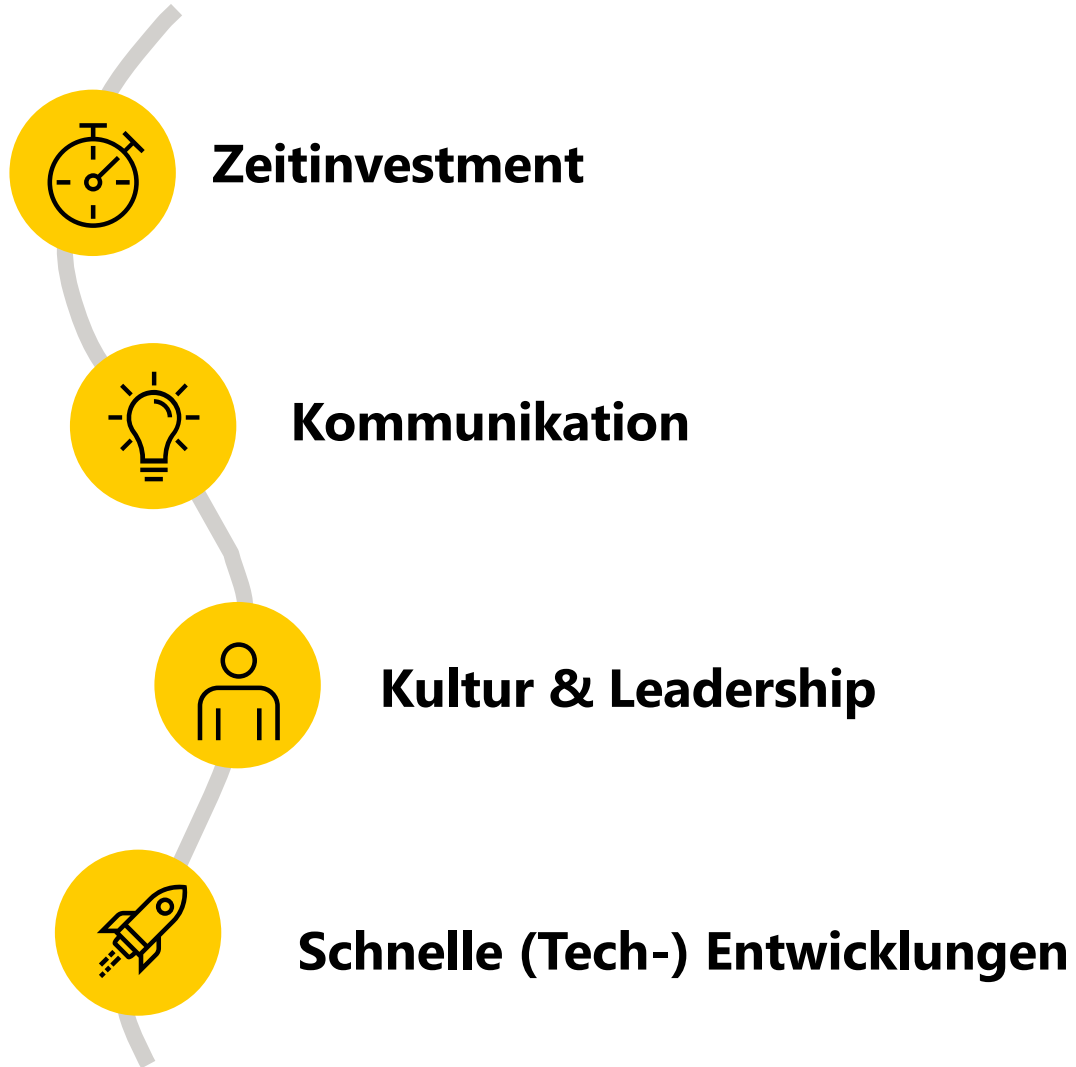 Zeitinvestment
Kommunikation
Kultur & Leadership
Schnelle (Tech-) Entwicklungen